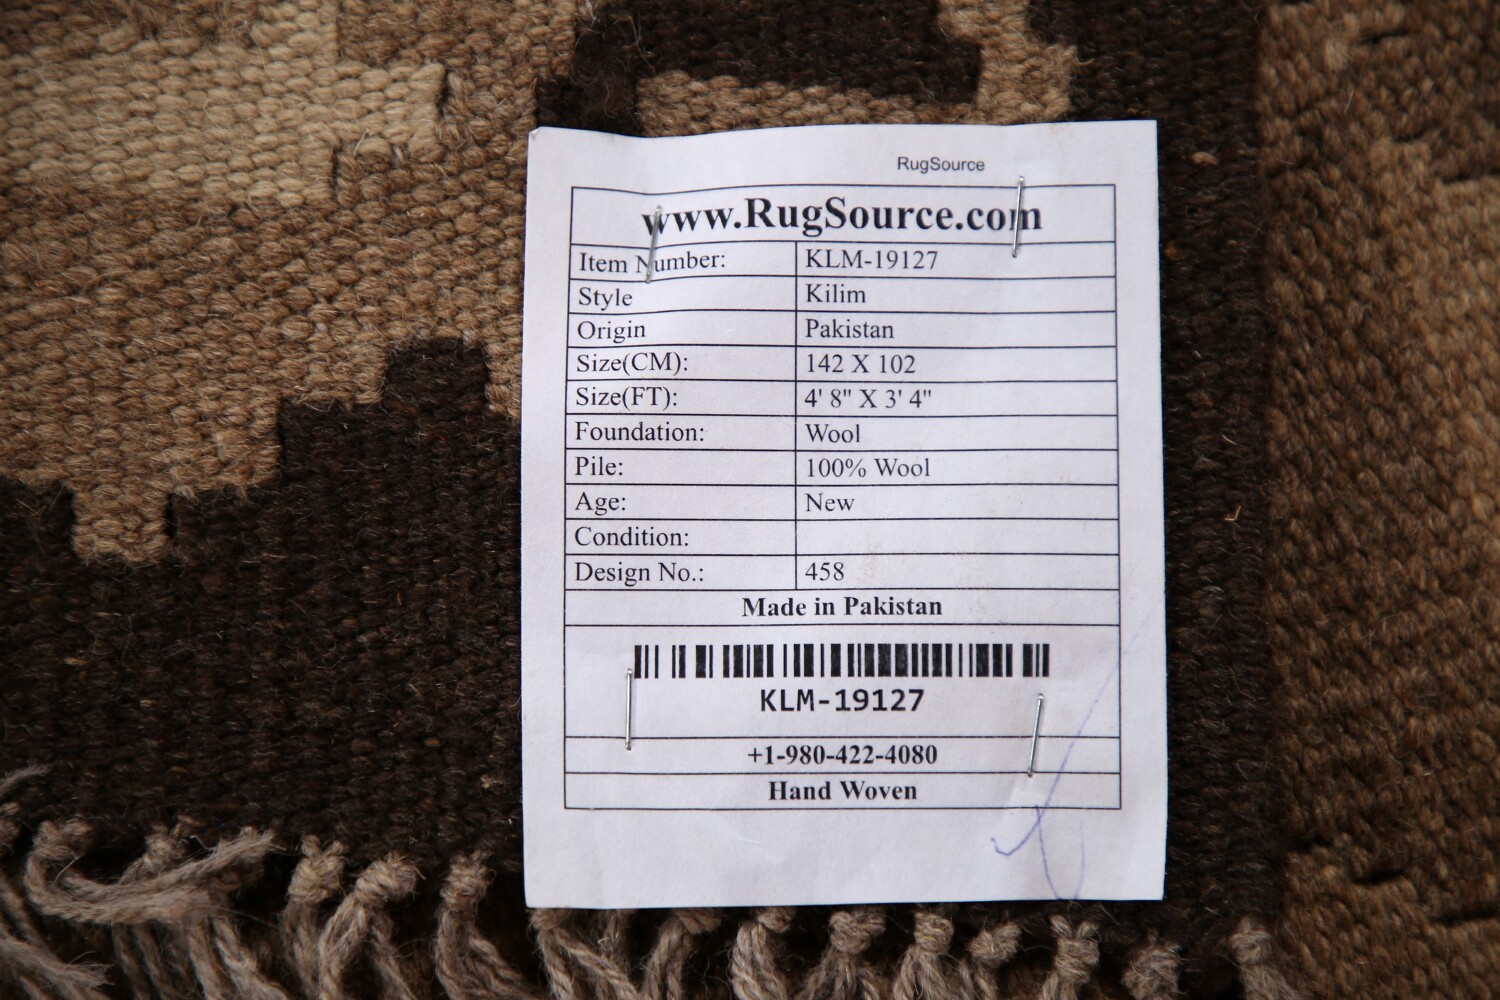 RugSource
www.RugSource.com
Item Number: KLM-19127
Style Kilim
Origin Pakistan
Size(CM): 142 X 102
Size(FT): 4' 8" X 3' 4"
Foundation: Wool
Pile: 100% Wool
Age: New
Condition:
Design No.: 458
Made in Pakistan
KLM-19127
+1-980-422-4080
Hand Woven